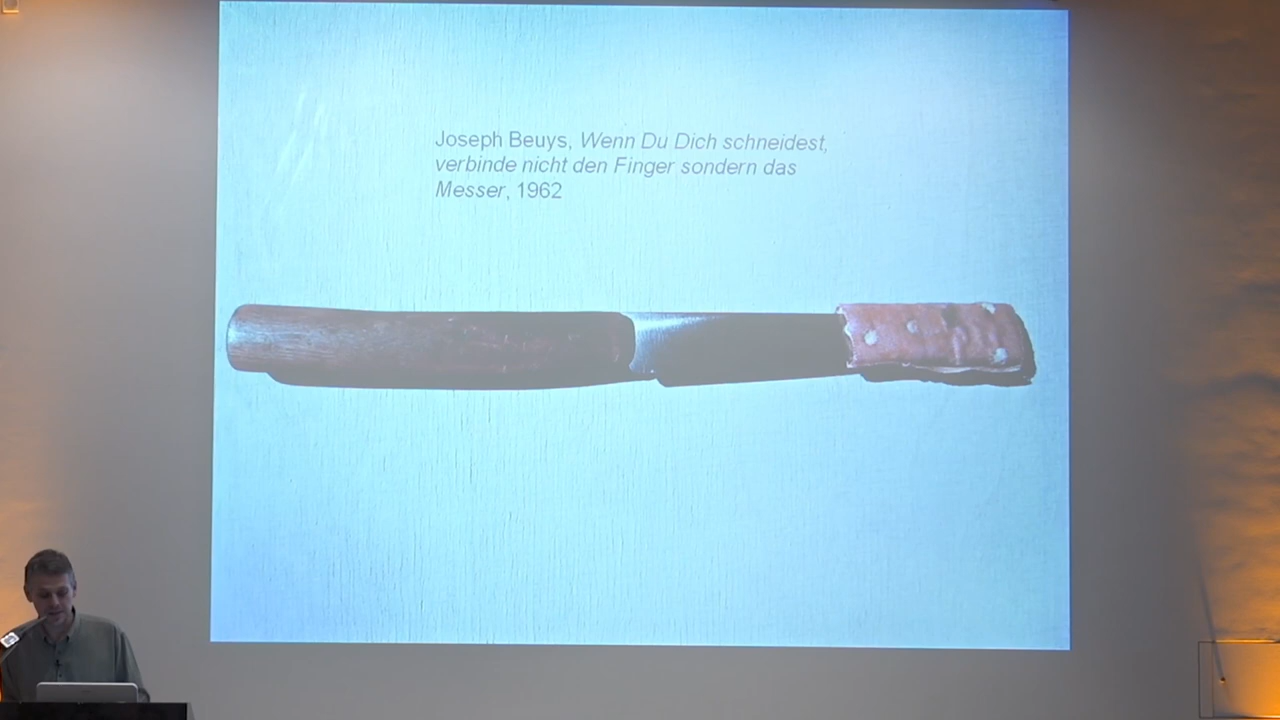 Joseph Beuys, Wenn Du Dich schneidest,
verbinde nicht den Finger sondern das
Messer, 1962